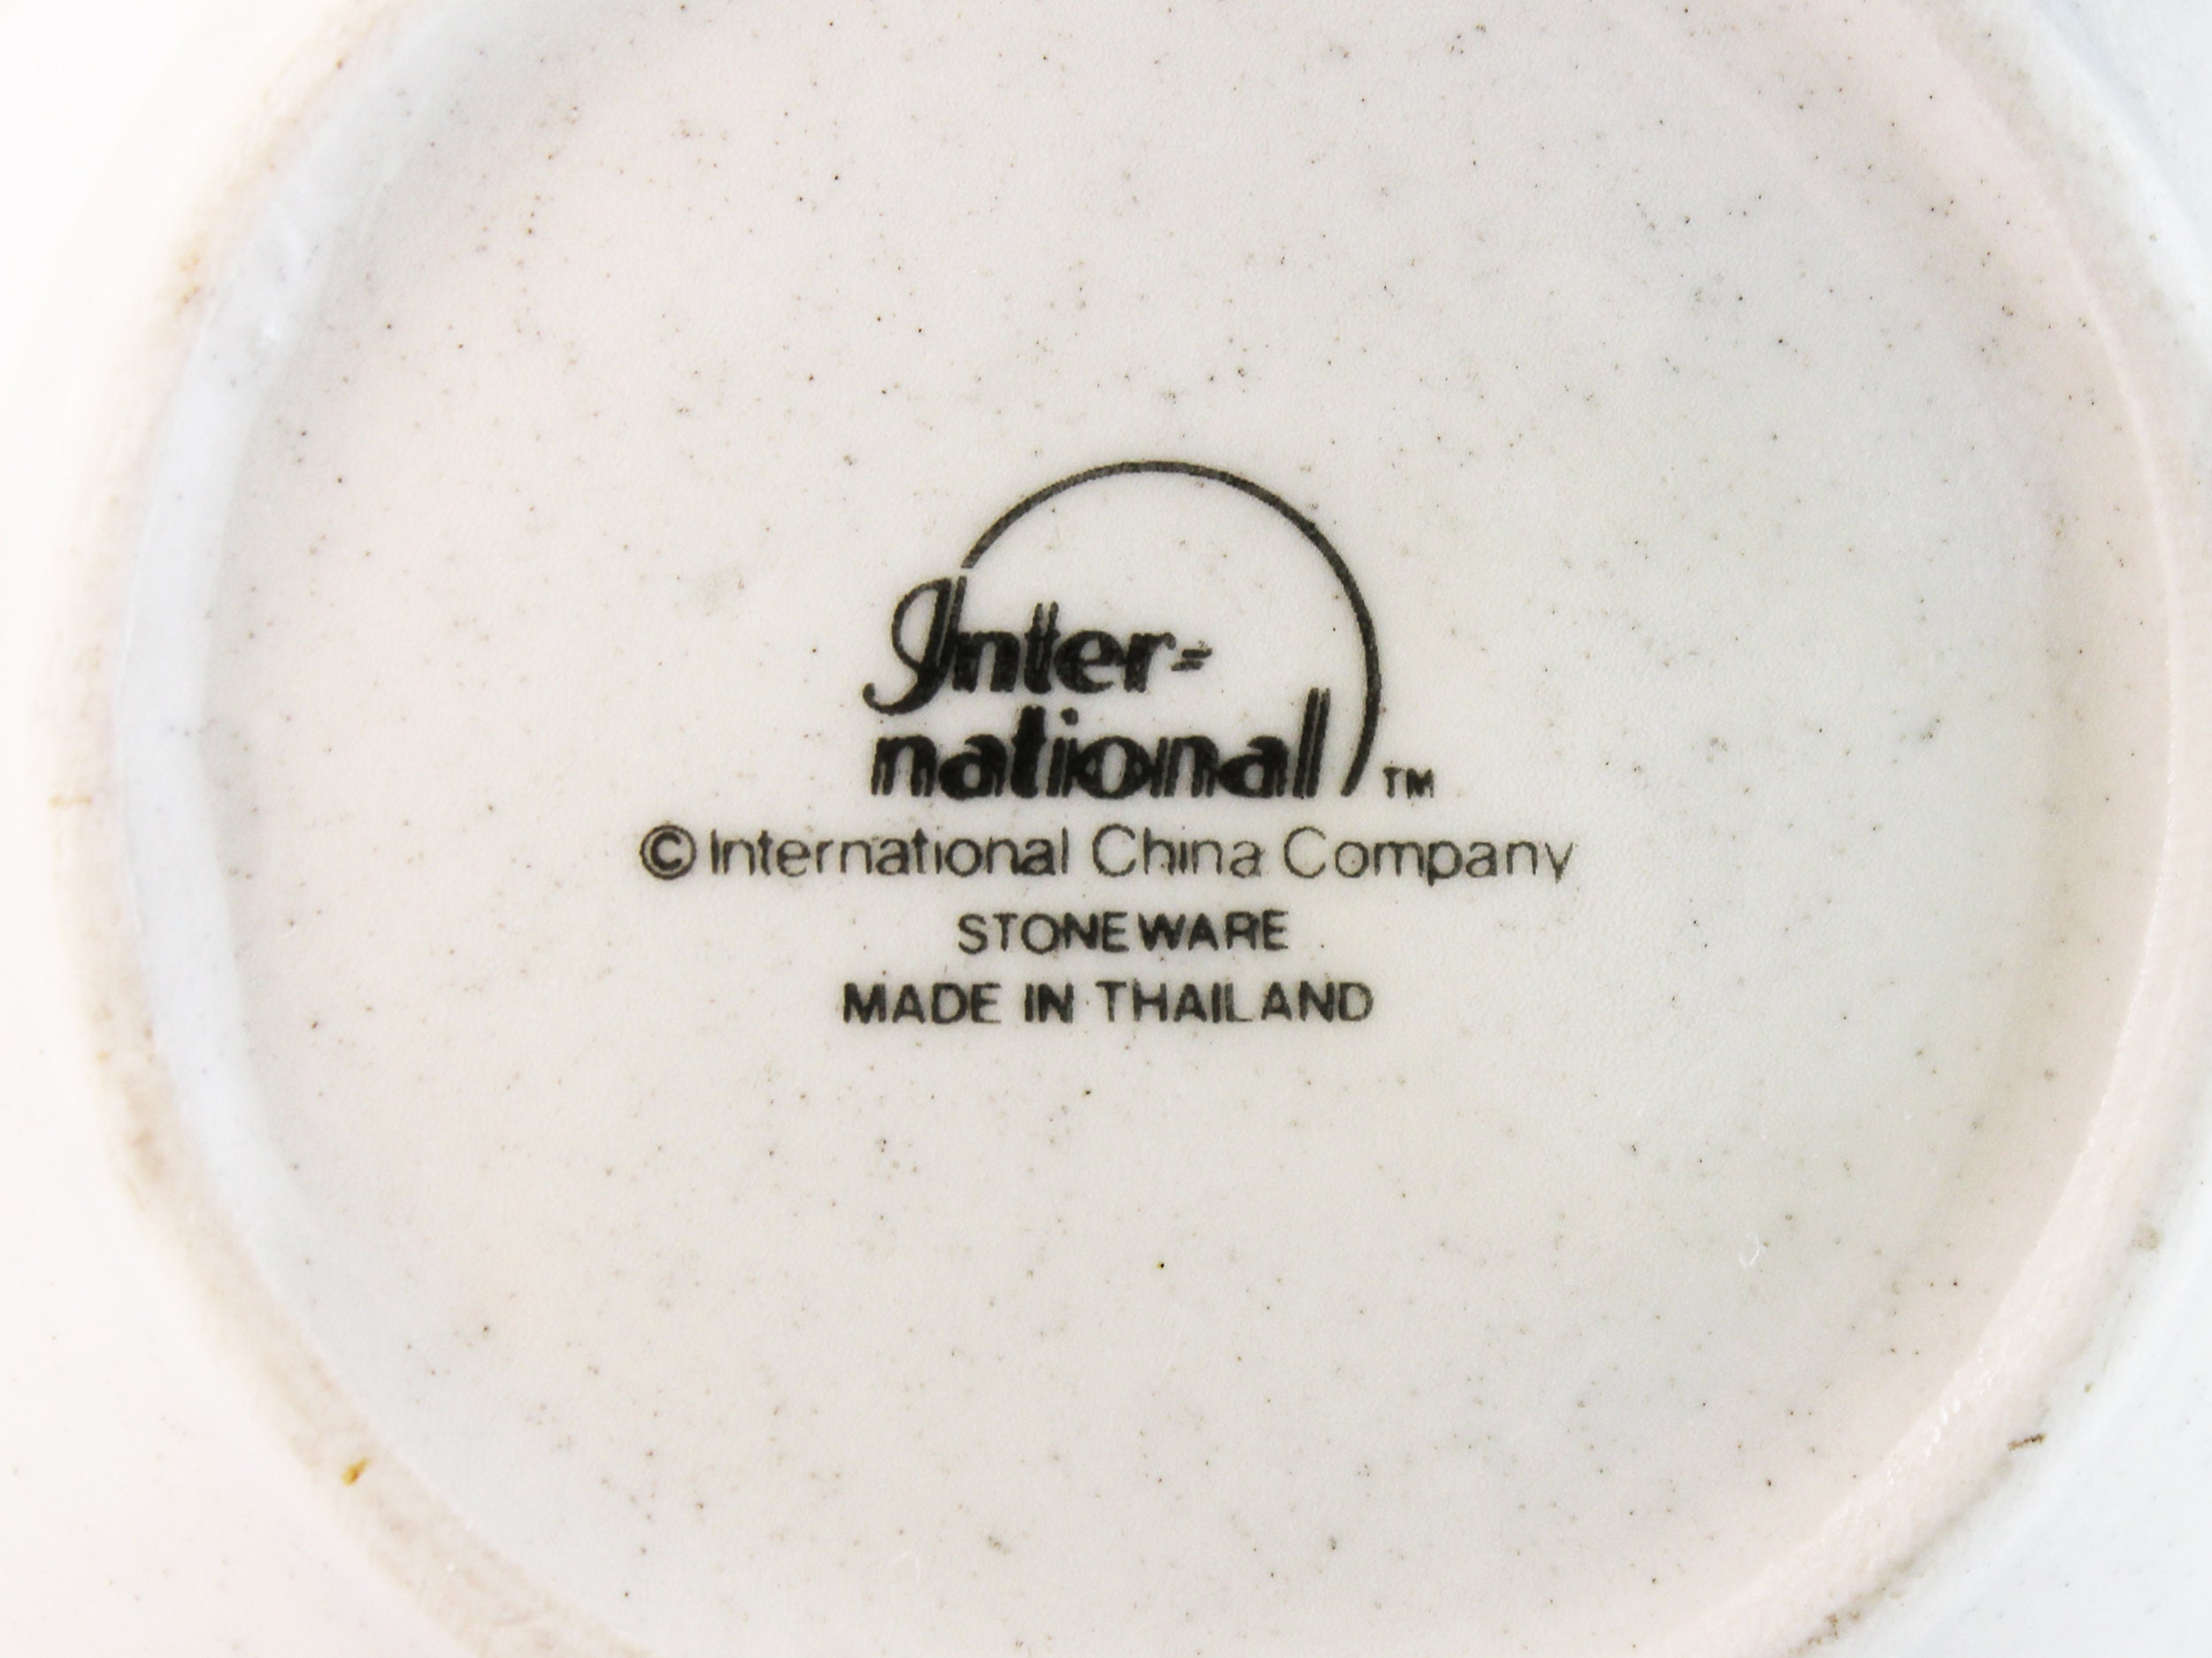 Inter-
national TM
©International China Company
STONEWARE
MADE IN THAILAND